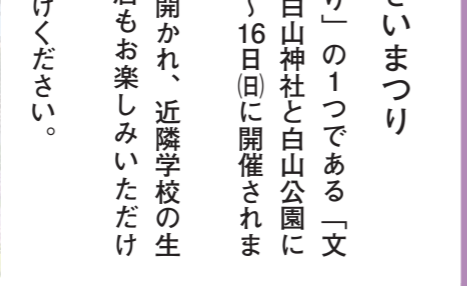 さいまつり
り」の1つである「文
白山神社と白山公園に
〜16日㈰に開催されま
開かれ、近隣学校の生
店もお楽しみいただけ
けください。